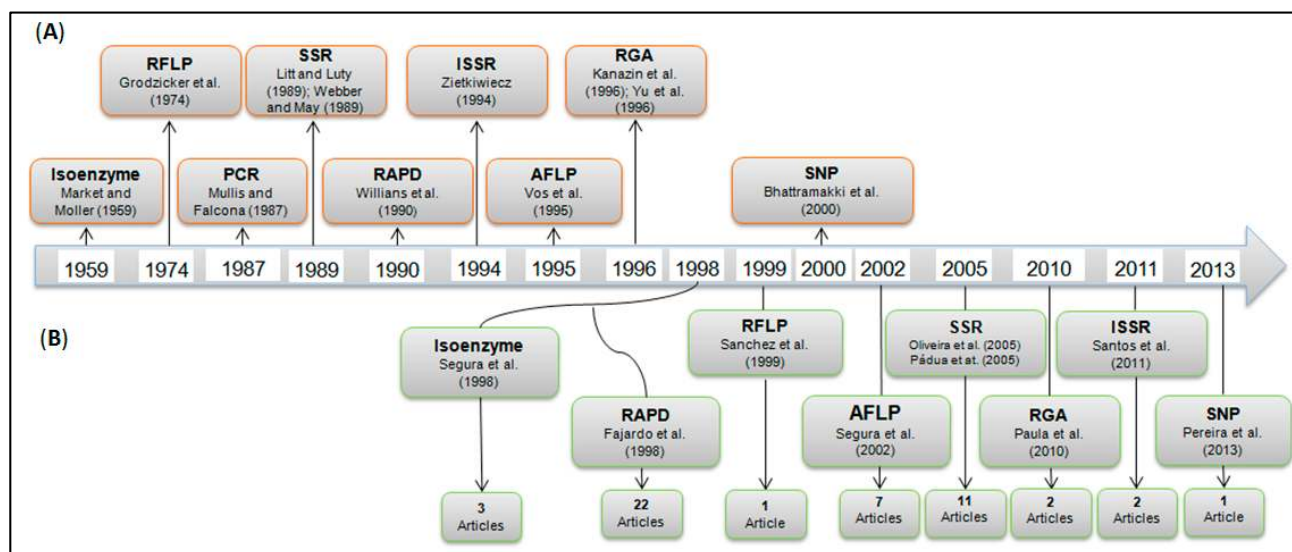 (A)
RFLP
Grodzicker et al.
(1974)
SSR
Litt and Luty
(1989); Webber
and May (1989)
ISSR
Zietkiwiecz
(1994)
RGA
Kanazin et al.
(1996); Yu et al.
(1996)
Isoenzyme
Market and
Moller (1959)
PCR
Mullis and
Falcona (1987)
RAPD
Willians et al.
(1990)
AFLP
Vos et al.
(1995)
SNP
Bhattramakki et al.
(2000)
1959 1974 1987 1989 1990 1994 1995 1996 1998 1999 2000 2002 2005 2010 2011 2013
(B)
Isoenzyme
Segura et al.
(1998)
RAPD
Fajardo et al.
(1998)
RFLP
Sanchez et al.
(1999)
AFLP
Segura et al.
(2002)
SSR
Oliveira et al. (2005)
Pádua et at. (2005)
RGA
Paula et al.
(2010)
ISSR
Santos et al.
(2011)
SNP
Pereira et al.
(2013)
3
Articles
22
Articles
1
Article
7
Articles
11
Articles
2
Articles
2
Articles
1
Article